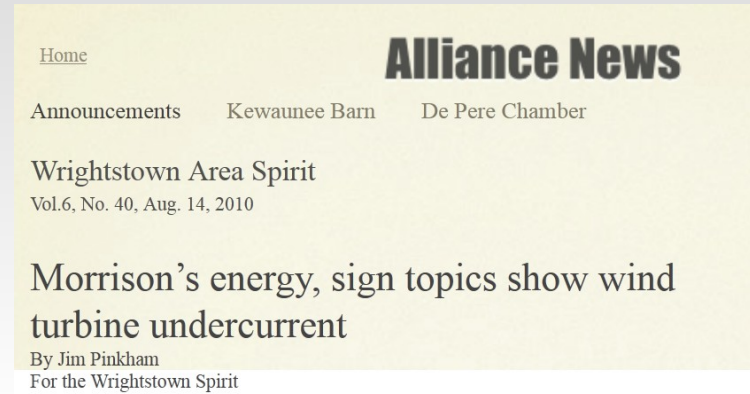 Home
Alliance News
Announcements Kewaunee Barn De Pere Chamber
Wrightstown Area Spirit
Vol.6, No. 40, Aug. 14, 2010
Morrison’s energy, sign topics show wind
turbine undercurrent
By Jim Pinkham
For the Wrightstown Spirit